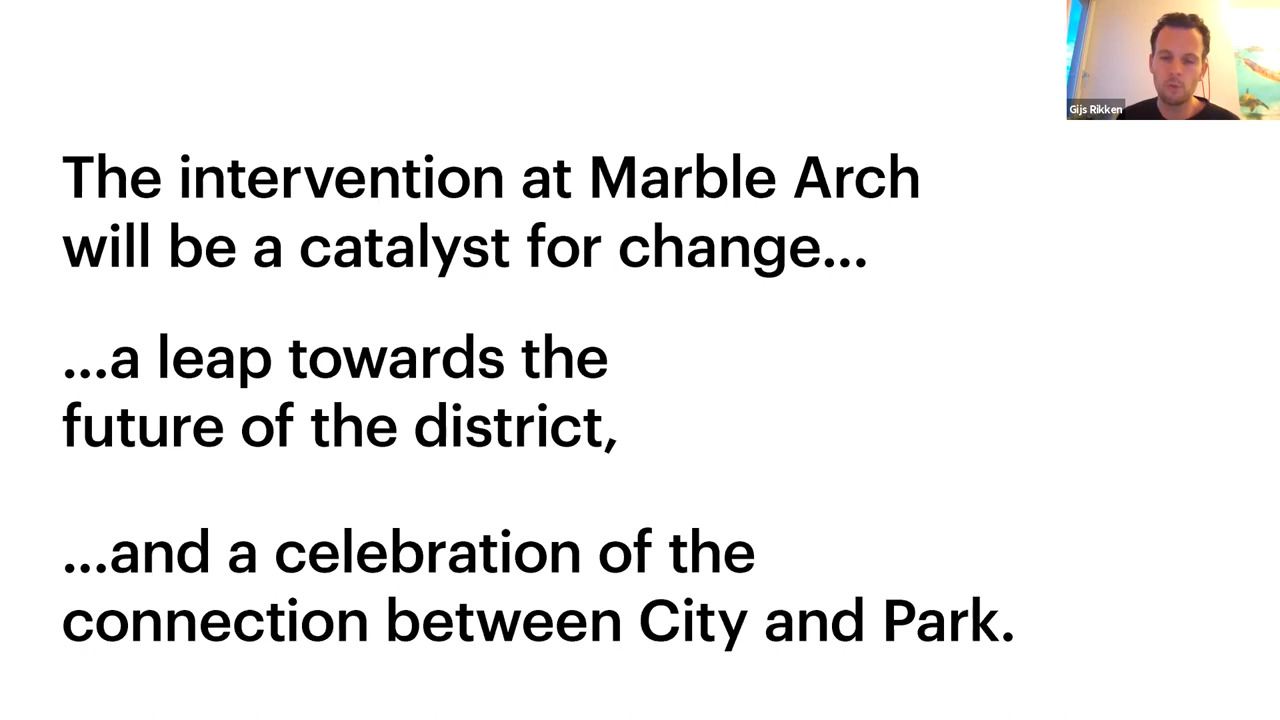 Gijs Rikken
The intervention at Marble Arch
will be a catalyst for change...
...a leap towards the
future of the district,
...and a celebration of the
connection between City and Park.